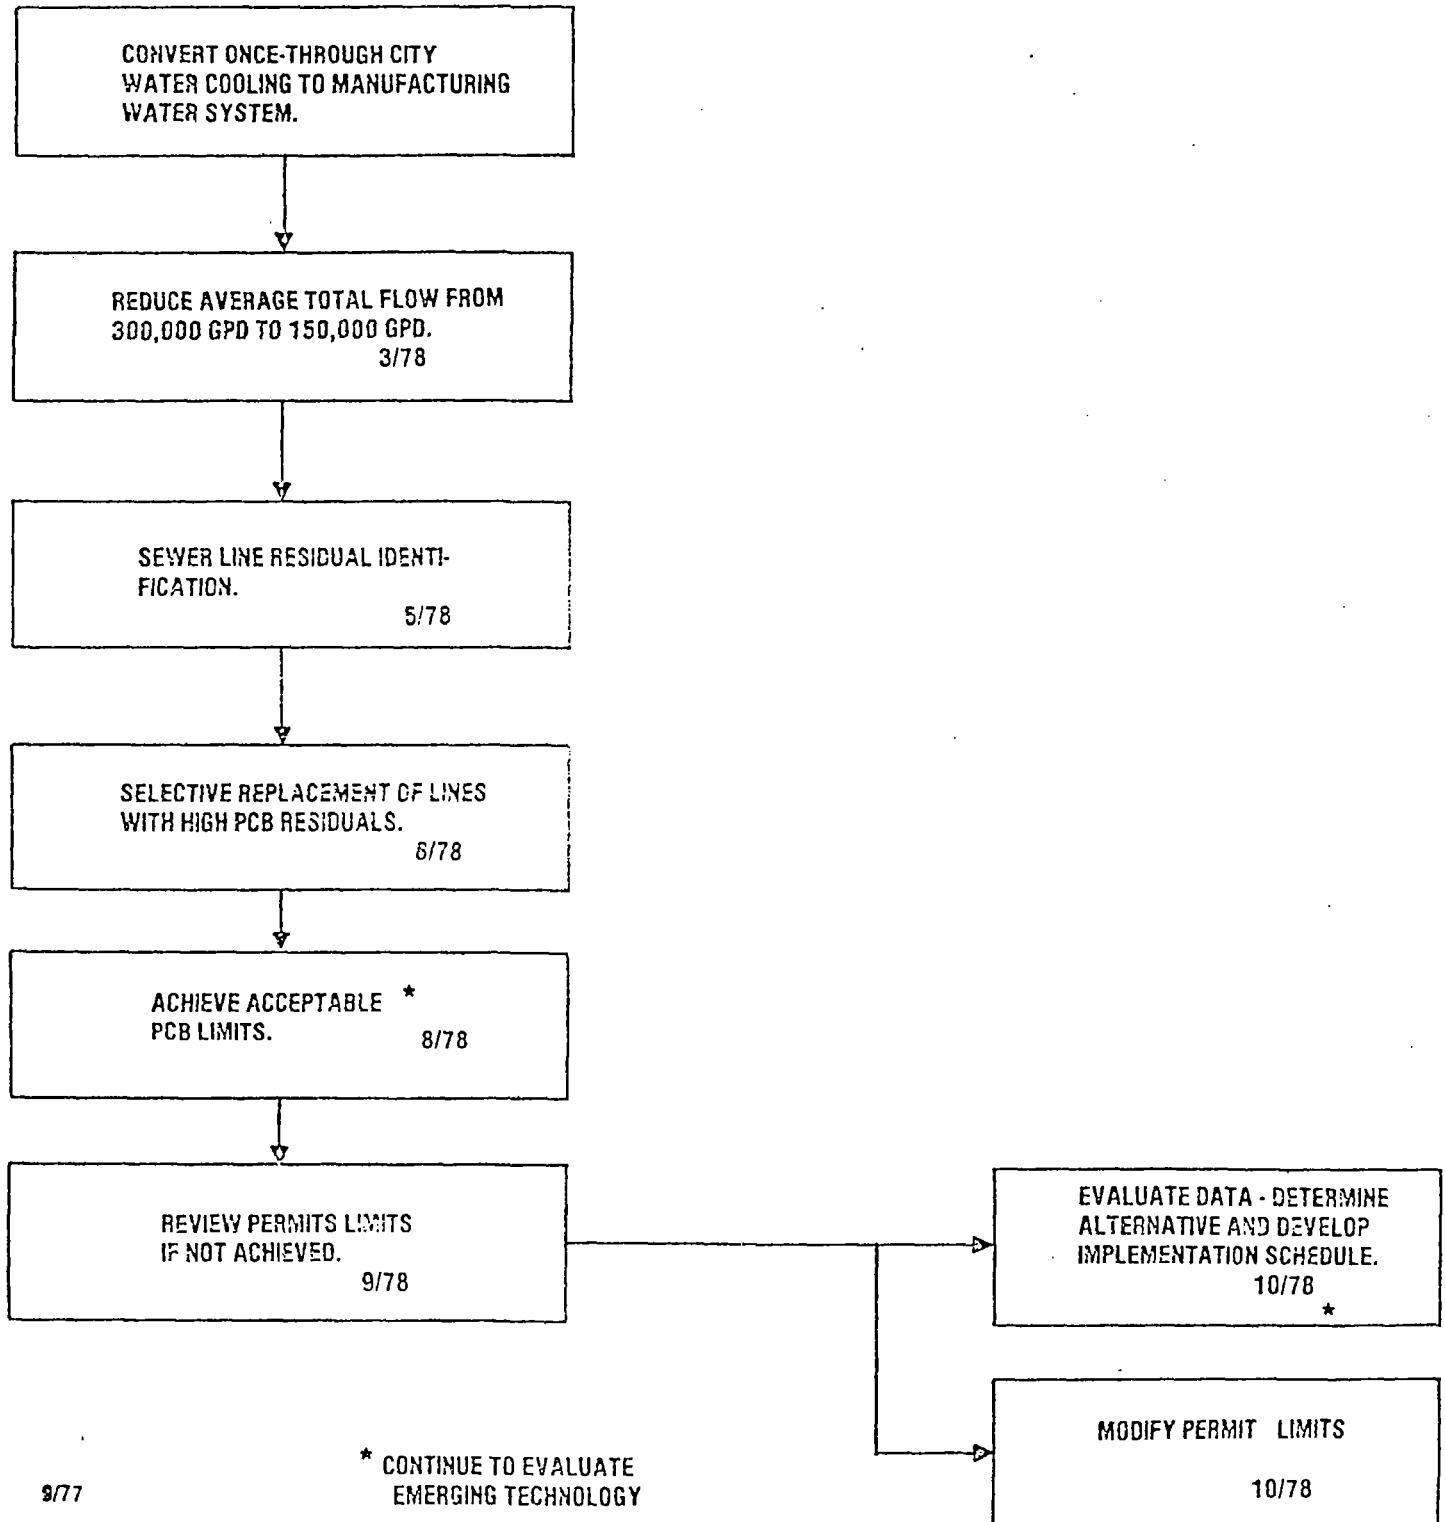 CONVERT ONCE-THROUGH CITY
WATER COOLING TO MANUFACTURING
WATER SYSTEM.
REDUCE AVERAGE TOTAL FLOW FROM
300,000 GPD TO 150,000 GPD.
3/78
SEWER LINE RESIDUAL IDENTI-
FICATION.
5/78
SELECTIVE REPLACEMENT OF LINES
WITH HIGH PCB RESIDUALS.
6/78
ACHIEVE ACCEPTABLE *
PCB LIMITS.
8/78
REVIEW PERMITS LIMITS
IF NOT ACHIEVED.
9/78
EVALUATE DATA - DETERMINE
ALTERNATIVE AND DEVELOP
IMPLEMENTATION SCHEDULE.
10/78
*
MODIFY PERMIT LIMITS
10/78
* CONTINUE TO EVALUATE
EMERGING TECHNOLOGY
9/77